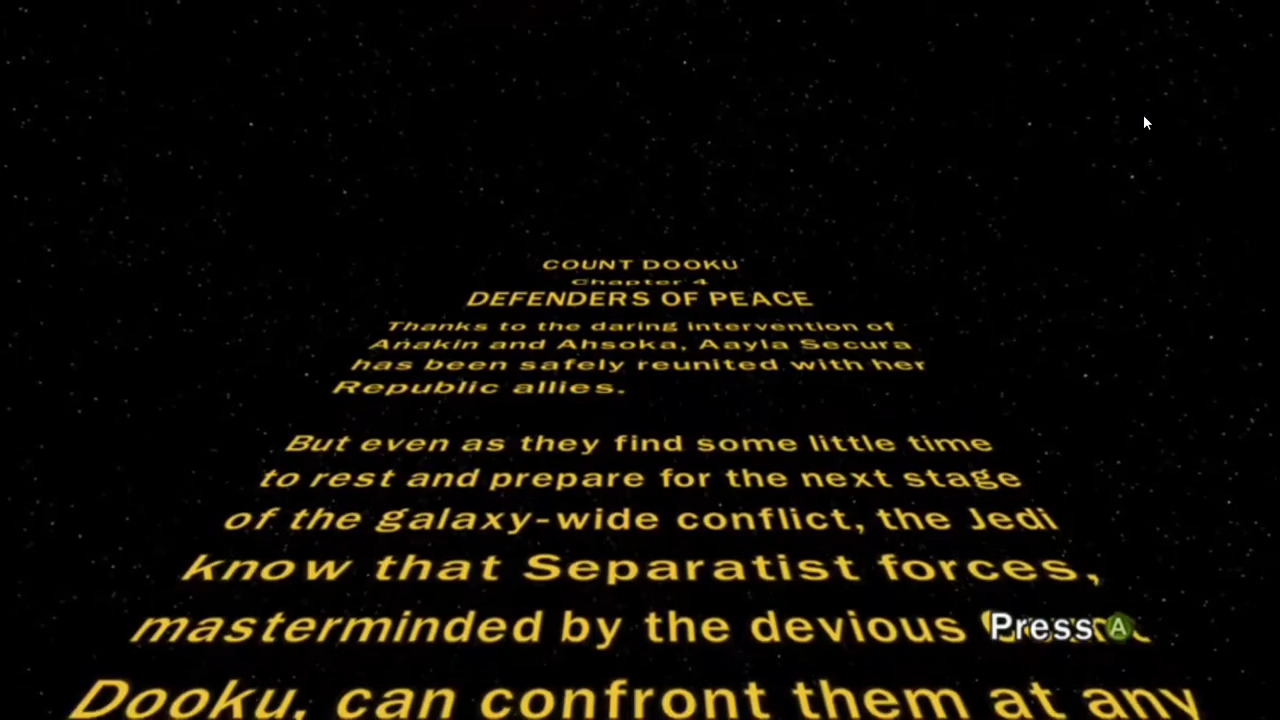 COUNT DOOKU
Chapter 4
DEFENDERS OF PEACE
Thanks to the daring intervention of
Anakin and Ahsoka, Aayla Secura
has been safely reunited with her
Republic allies.
But even as they find some little time
to rest and prepare for the next stage
of the galaxy-wide conflict, the Jedi
know that Separatist forces,
masterminded by the devious
Press A
Dooku, can confront them at any